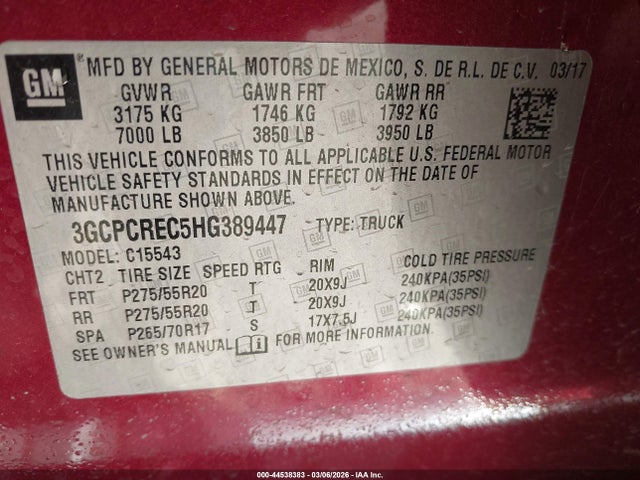 GM
MFD BY GENERAL MOTORS DE MEXICO, S. DE R.L. DE C.V. 03/17
GVWR GAWR FRT GAWR RR
3175 KG 1746 KG 1792 KG
7000 LB 3850 LB 3950 LB
THIS VEHICLE CONFORMS TO ALL APPLICABLE U.S. FEDERAL MOTOR
VEHICLE SAFETY STANDARDS IN EFFECT ON THE DATE OF
MANUFACTURE SHOWN ABOVE.
3GCPCREC5HG389447 TYPE: TRUCK
MODEL: C15543
CHT2 TIRE SIZE SPEED RTG RIM COLD TIRE PRESSURE
FRT P275/55R20 T 20X9J 240KPA(35PSI)
RR P275/55R20 T 20X9J 240KPA(35PSI)
SPA P265/70R17 S 17X7.5J 240KPA(35PSI)
SEE OWNER'S MANUAL FOR MORE INFORMATION.
000-44538383 - 03/06/2026 - IAA Inc.